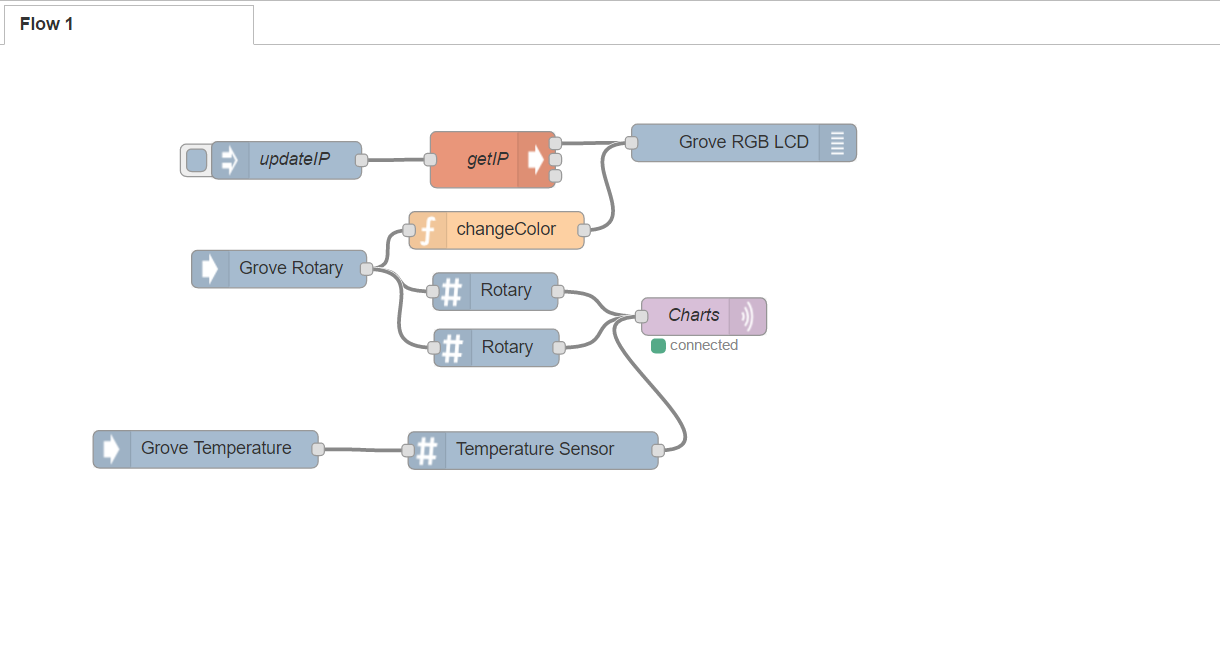 Flow 1
updateIP
getIP
Grove RGB LCD
changeColor
Grove Rotary
Rotary
Charts
connected
Rotary
Grove Temperature
Temperature Sensor